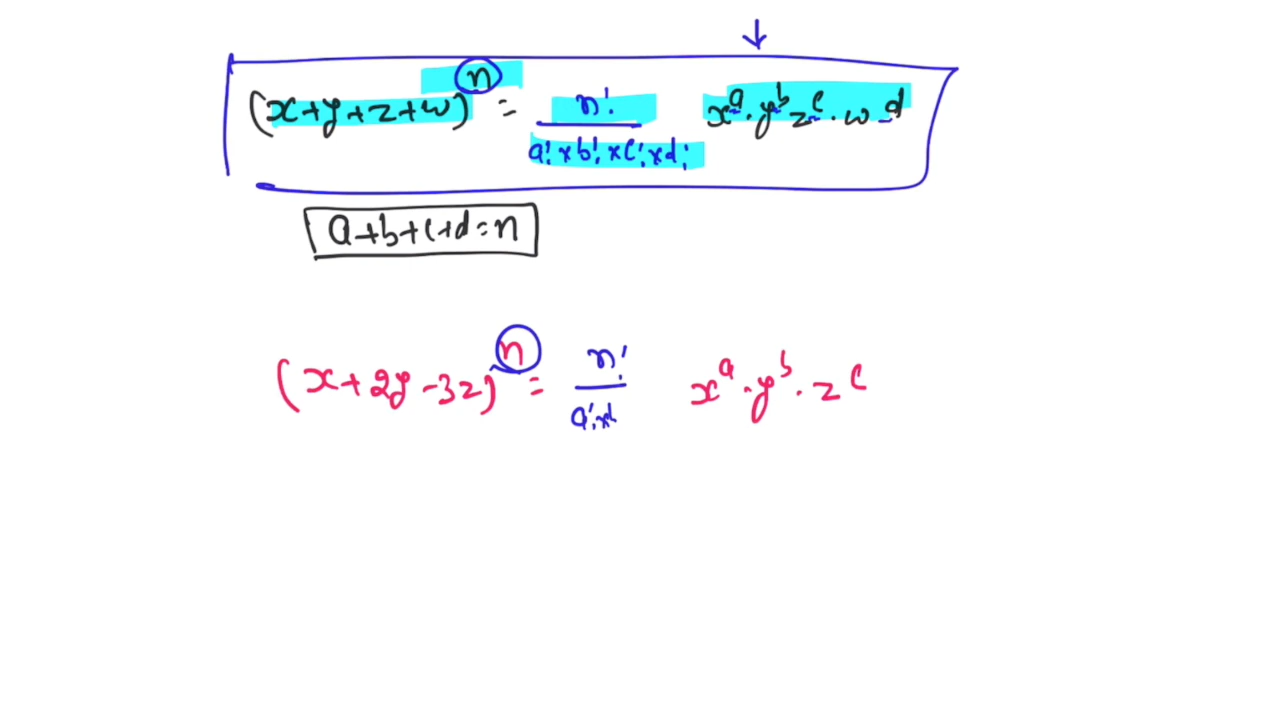 (x+y+z+w)^n = n!/(a!×b!×c!×d!) x^a·y^b z^c·w^d
a+b+c+d=n
(x+2y-3z)^n = n!/(a!×b x^a·y^b·z^c